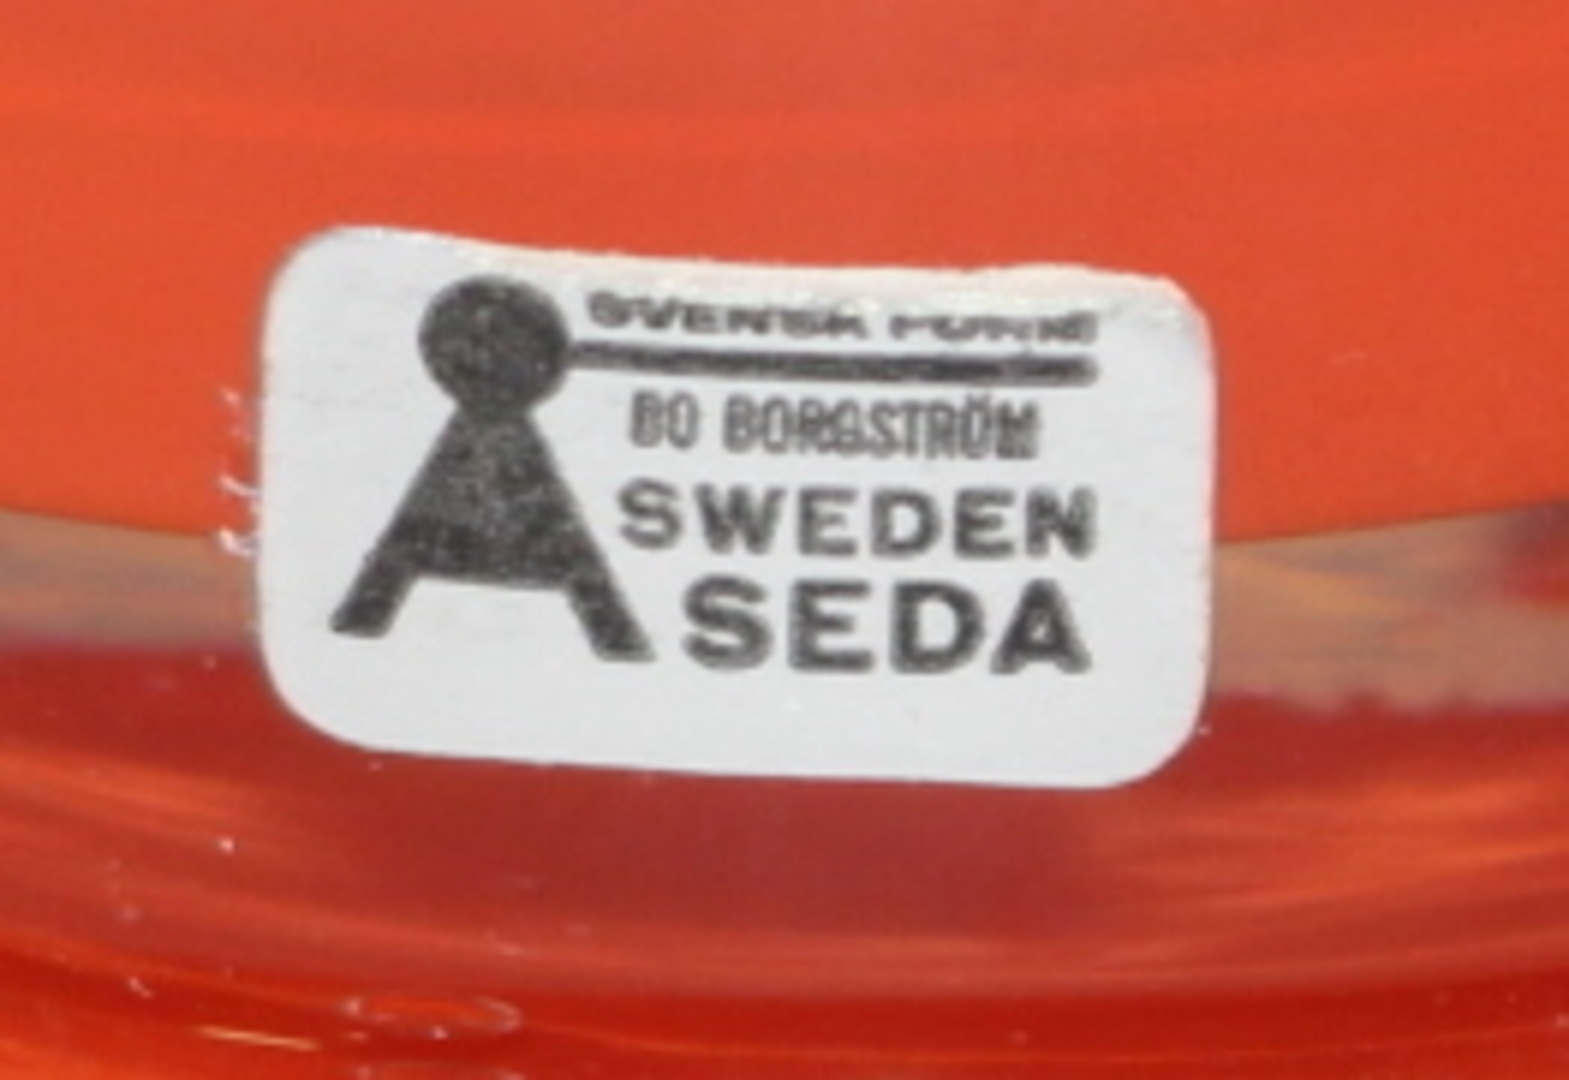 SVENSK FORM
BO BORGSTRÖM
SWEDEN
ÅSEDA